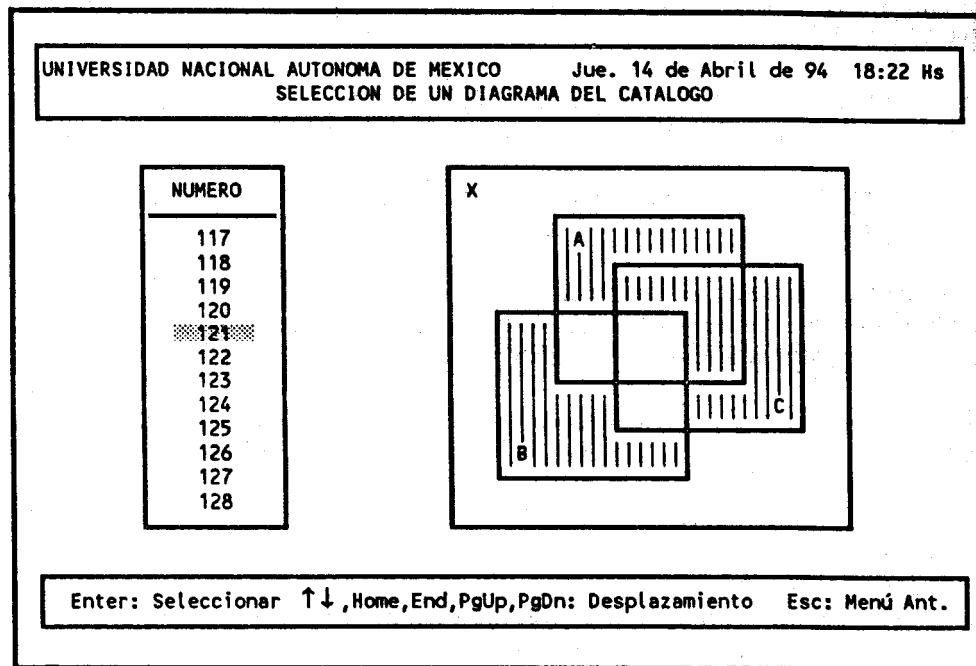 UNIVERSIDAD NACIONAL AUTONOMA DE MEXICO Jue. 14 de Abril de 94 18:22 Hs
SELECCION DE UN DIAGRAMA DEL CATALOGO
NUMERO
117
118
119
120
121
122
123
124
125
126
127
128
X
A
C
B
Enter: Seleccionar ↑↓,Home,End,PgUp,PgDn: Desplazamiento Esc: Menú Ant.